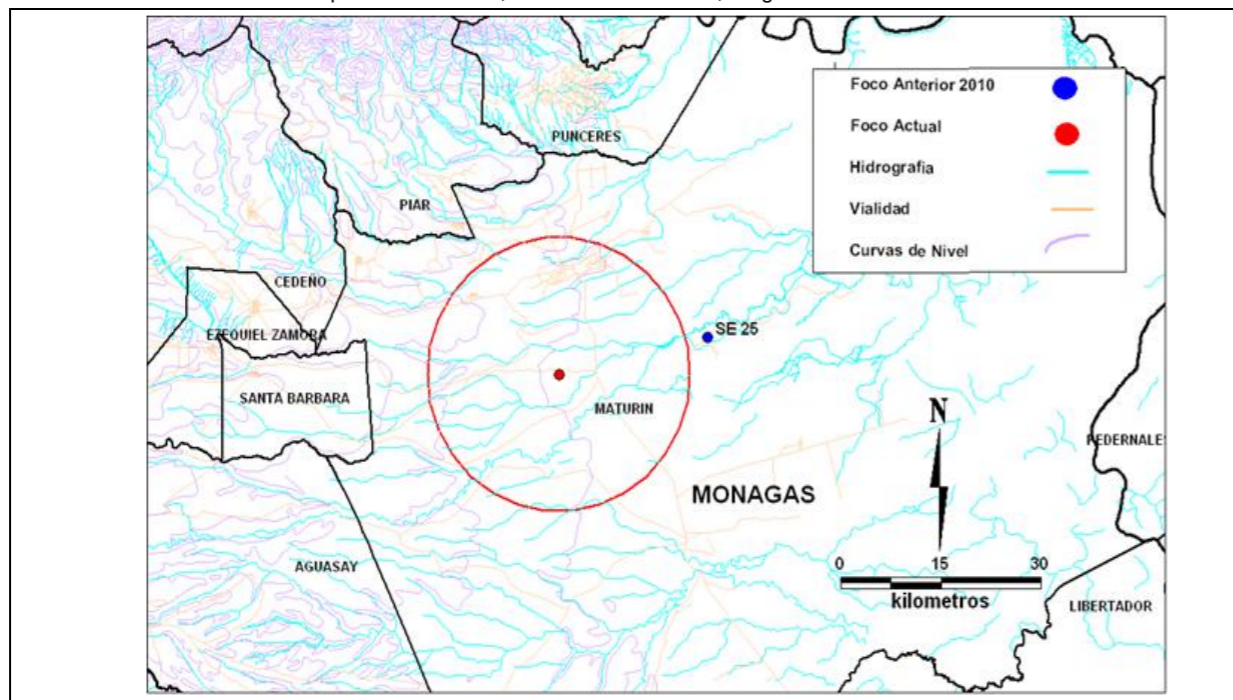 Foco Anterior 2010
Foco Actual
Hidrografia
Vialidad
Curvas de Nivel
PUNCERES
PIAR
CEDEÑO
EZEQUIEL ZAMORA
SANTA BARBARA
SE 25
MATURIN
MONAGAS
N
PEDERNALE
AGUASAY
0 15 30
kilometros
LIBERTADOR